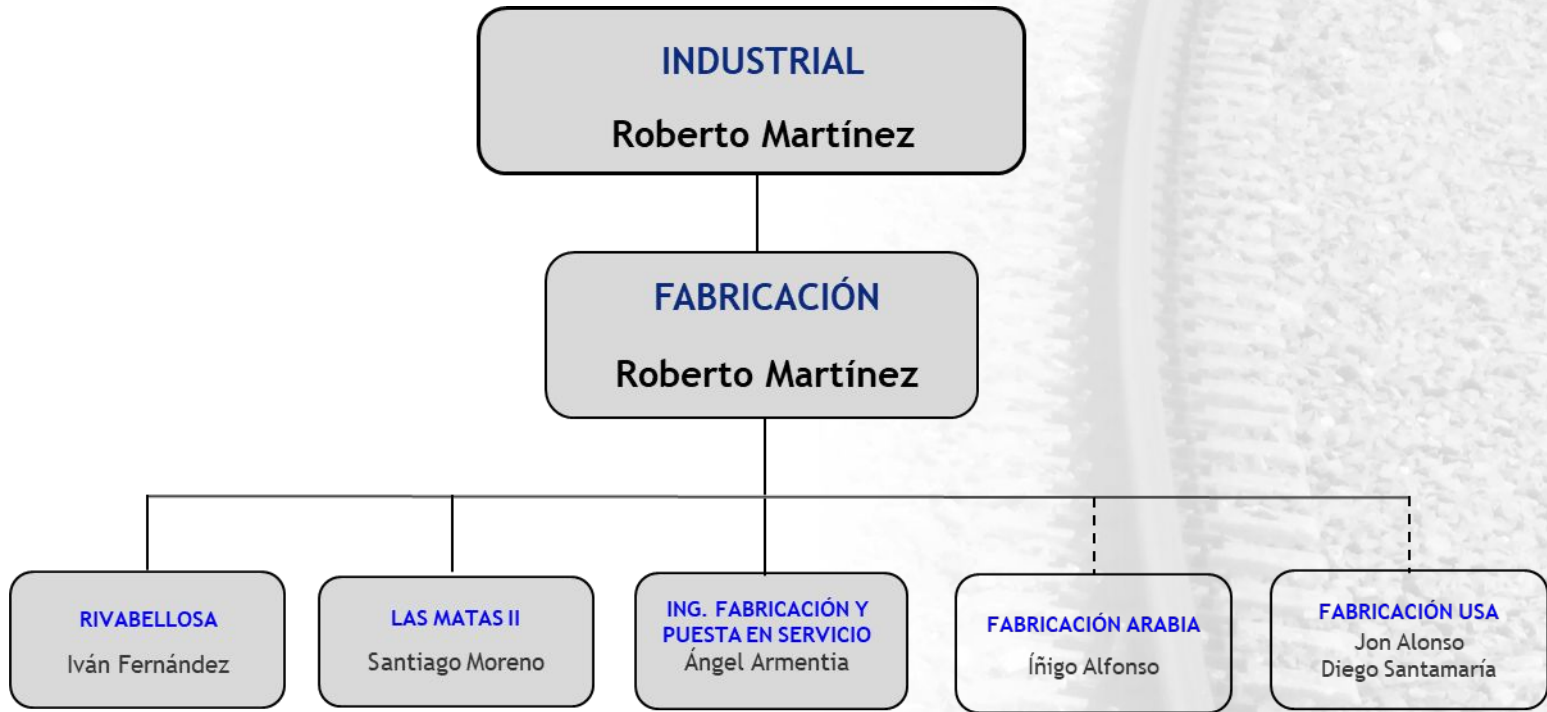 INDUSTRIAL
Roberto Martínez
FABRICACIÓN
Roberto Martínez
RIVABELLOSA
Iván Fernández
LAS MATAS II
Santiago Moreno
ING. FABRICACIÓN Y
PUESTA EN SERVICIO
Ángel Armentia
FABRICACIÓN ARABIA
Íñigo Alfonso
FABRICACIÓN USA
Jon Alonso
Diego Santamaría